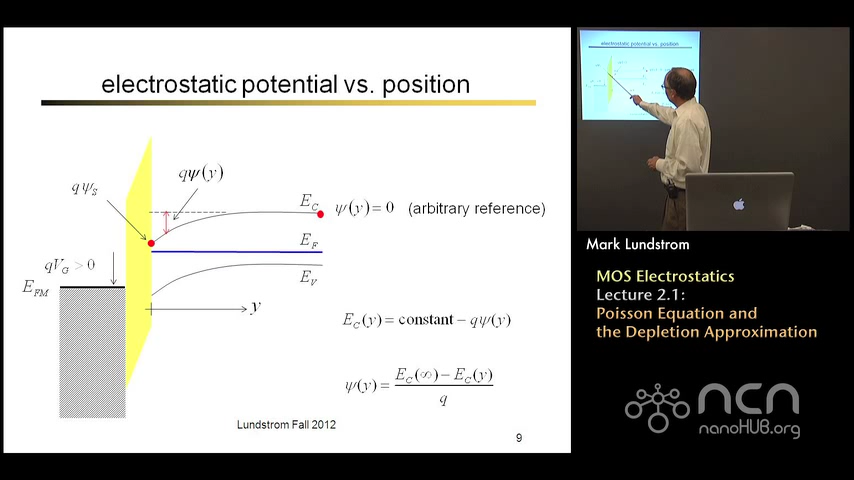 electrostatic potential vs. position
qψ(y)
qψ_S
E_C
ψ(y) = 0 (arbitrary reference)
E_F
qV_G > 0
E_V
E_FM
y
E_C(y) = constant − qψ(y)
ψ(y) = \frac{E_C(∞) − E_C(y)}{q}
Lundstrom Fall 2012
9
electrostatic potential vs. position
Mark Lundstrom
MOS Electrostatics
Lecture 2.1:
Poisson Equation and
the Depletion Approximation
ncn
nanoHUB.org